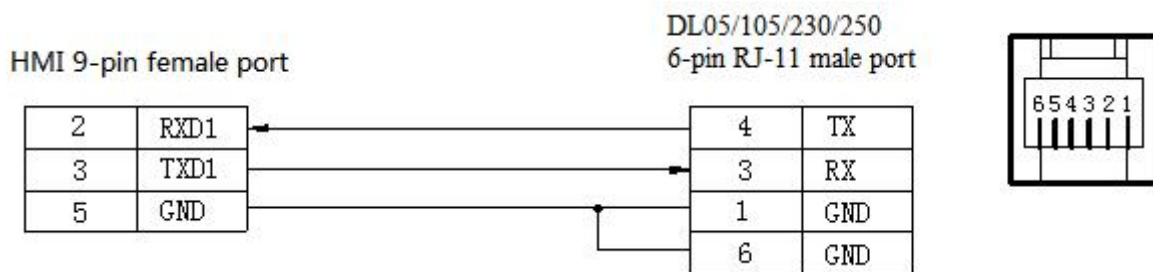 DL05/105/230/250
6-pin RJ-11 male port
HMI 9-pin female port
2 RXD1
3 TXD1
5 GND
4 TX
3 RX
1 GND
6 GND
654321